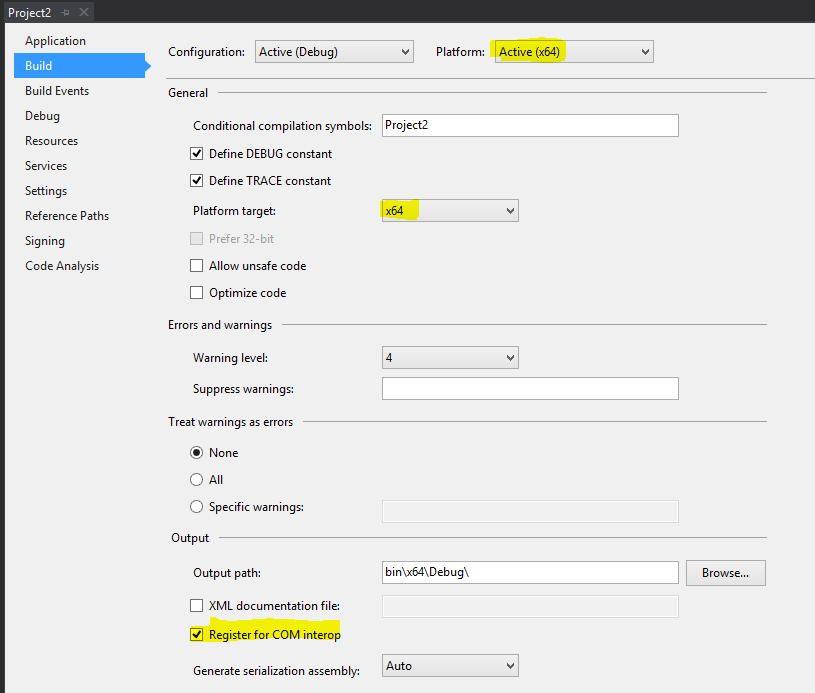 Project2
Application
Build
Build Events
Debug
Resources
Services
Settings
Reference Paths
Signing
Code Analysis
Configuration: Active (Debug) Platform: Active (x64)
General
Conditional compilation symbols: Project2
Define DEBUG constant
Define TRACE constant
Platform target: x64
Prefer 32-bit
Allow unsafe code
Optimize code
Errors and warnings
Warning level: 4
Suppress warnings:
Treat warnings as errors
None
All
Specific warnings:
Output
Output path: bin\x64\Debug\ Browse...
XML documentation file:
Register for COM interop
Generate serialization assembly: Auto